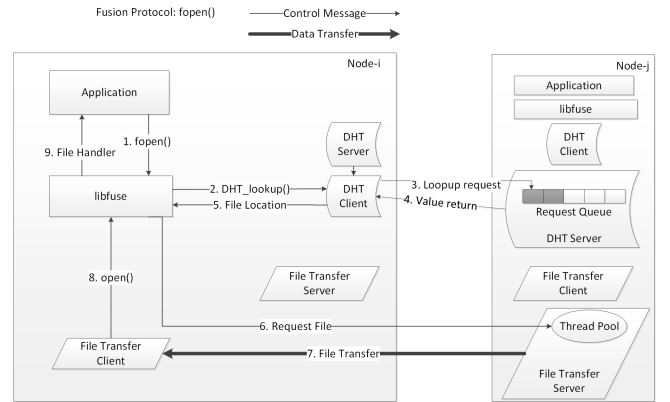 Fusion Protocol: fopen()
Control Message
Data Transfer
Node-i
Application
9. File Handler
1. fopen()
libfuse
DHT
Server
2. DHT_lookup()
5. File Location
DHT
Client
3. Loopup request
4. Value return
8. open()
File Transfer
Server
6. Request File
7. File Transfer
File Transfer
Client
Node-j
Application
libfuse
DHT
Client
Request Queue
DHT Server
File Transfer
Client
Thread Pool
File Transfer
Server